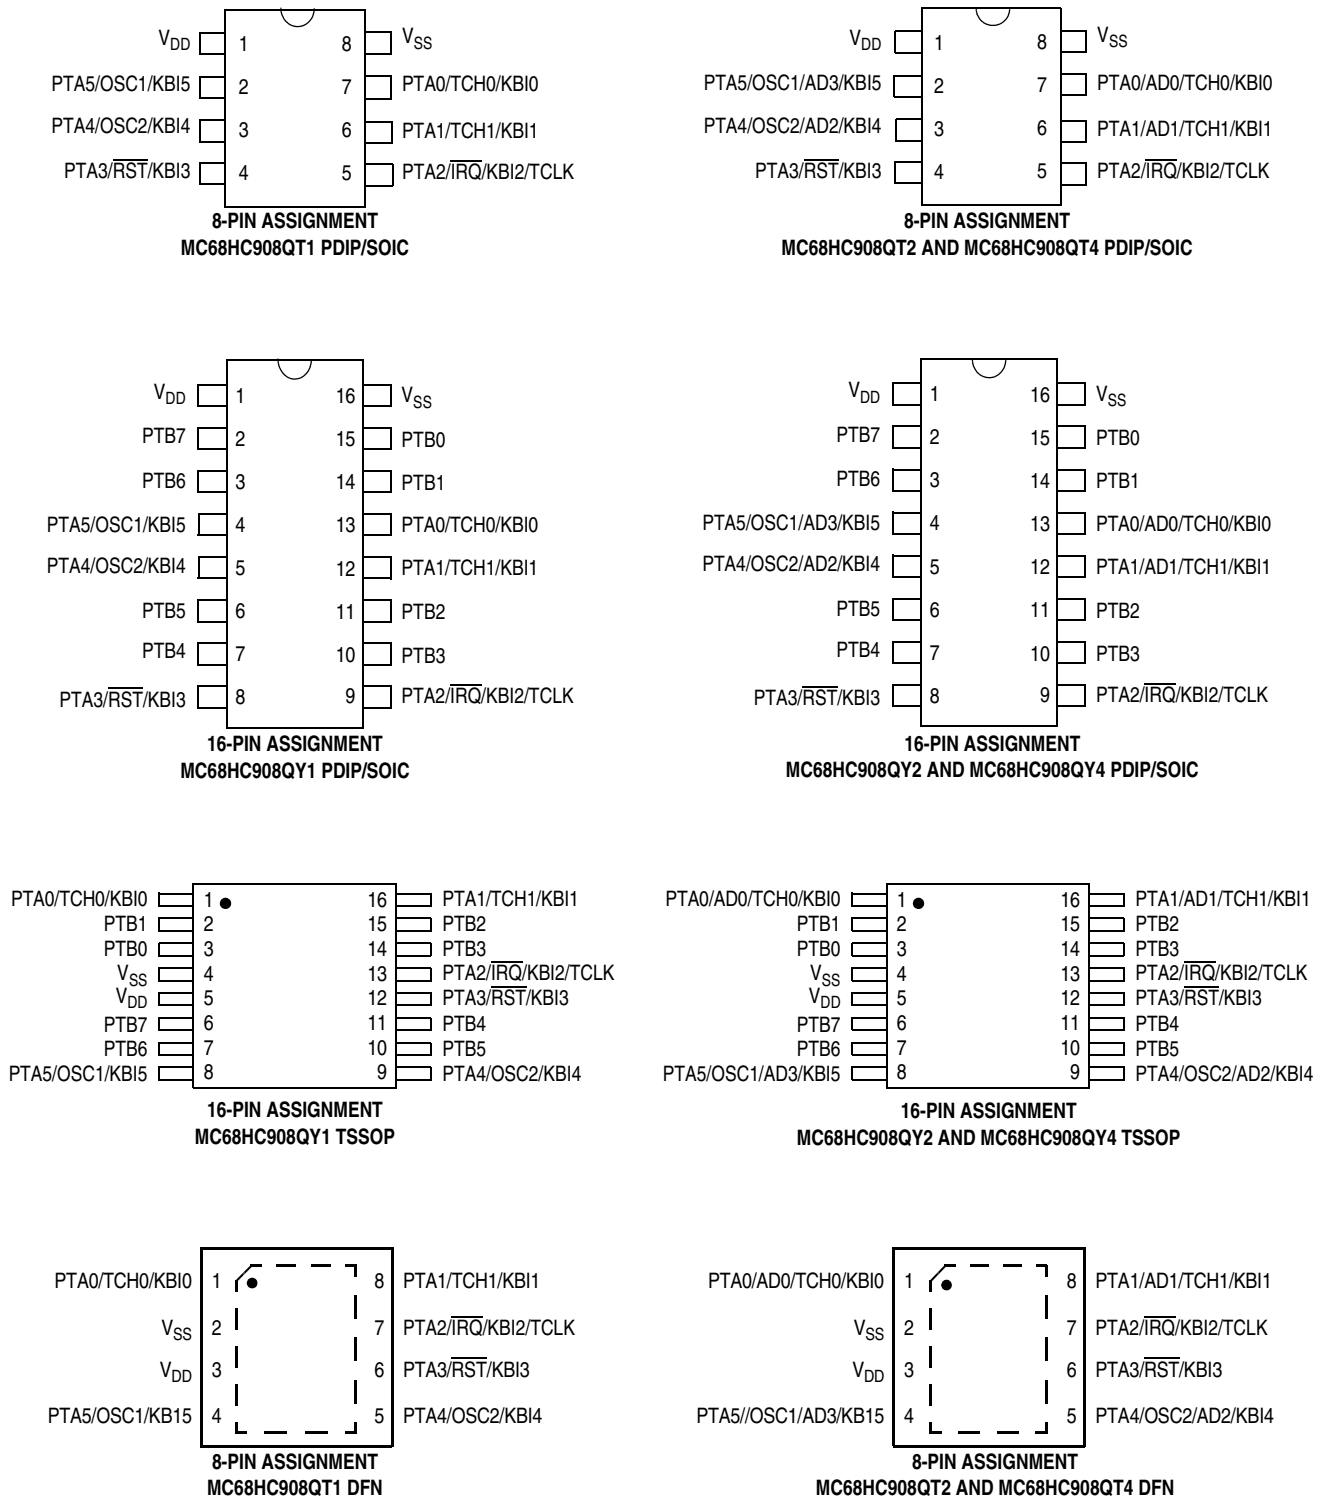 VDD 1 8 VSS
PTA5/OSC1/KBI5 2 7 PTA0/TCH0/KBI0
PTA4/OSC2/KBI4 3 6 PTA1/TCH1/KBI1
PTA3/R̅S̅T̅/KBI3 4 5 PTA2/I̅R̅Q̅/KBI2/TCLK
8-PIN ASSIGNMENT
MC68HC908QT1 PDIP/SOIC
VDD 1 8 VSS
PTA5/OSC1/AD3/KBI5 2 7 PTA0/AD0/TCH0/KBI0
PTA4/OSC2/AD2/KBI4 3 6 PTA1/AD1/TCH1/KBI1
PTA3/R̅S̅T̅/KBI3 4 5 PTA2/I̅R̅Q̅/KBI2/TCLK
8-PIN ASSIGNMENT
MC68HC908QT2 AND MC68HC908QT4 PDIP/SOIC
VDD 1 16 VSS
PTB7 2 15 PTB0
PTB6 3 14 PTB1
PTA5/OSC1/KBI5 4 13 PTA0/TCH0/KBI0
PTA4/OSC2/KBI4 5 12 PTA1/TCH1/KBI1
PTB5 6 11 PTB2
PTB4 7 10 PTB3
PTA3/R̅S̅T̅/KBI3 8 9 PTA2/I̅R̅Q̅/KBI2/TCLK
16-PIN ASSIGNMENT
MC68HC908QY1 PDIP/SOIC
VDD 1 16 VSS
PTB7 2 15 PTB0
PTB6 3 14 PTB1
PTA5/OSC1/AD3/KBI5 4 13 PTA0/AD0/TCH0/KBI0
PTA4/OSC2/AD2/KBI4 5 12 PTA1/AD1/TCH1/KBI1
PTB5 6 11 PTB2
PTB4 7 10 PTB3
PTA3/R̅S̅T̅/KBI3 8 9 PTA2/I̅R̅Q̅/KBI2/TCLK
16-PIN ASSIGNMENT
MC68HC908QY2 AND MC68HC908QY4 PDIP/SOIC
PTA0/TCH0/KBI0 1 16 PTA1/TCH1/KBI1
PTB1 2 15 PTB2
PTB0 3 14 PTB3
VSS 4 13 PTA2/I̅R̅Q̅/KBI2/TCLK
VDD 5 12 PTA3/R̅S̅T̅/KBI3
PTB7 6 11 PTB4
PTB6 7 10 PTB5
PTA5/OSC1/KBI5 8 9 PTA4/OSC2/KBI4
16-PIN ASSIGNMENT
MC68HC908QY1 TSSOP
PTA0/AD0/TCH0/KBI0 1 16 PTA1/AD1/TCH1/KBI1
PTB1 2 15 PTB2
PTB0 3 14 PTB3
VSS 4 13 PTA2/I̅R̅Q̅/KBI2/TCLK
VDD 5 12 PTA3/R̅S̅T̅/KBI3
PTB7 6 11 PTB4
PTB6 7 10 PTB5
PTA5/OSC1/AD3/KBI5 8 9 PTA4/OSC2/AD2/KBI4
16-PIN ASSIGNMENT
MC68HC908QY2 AND MC68HC908QY4 TSSOP
PTA0/TCH0/KBI0 1 8 PTA1/TCH1/KBI1
VSS 2 7 PTA2/I̅R̅Q̅/KBI2/TCLK
VDD 3 6 PTA3/R̅S̅T̅/KBI3
PTA5/OSC1/KB15 4 5 PTA4/OSC2/KBI4
8-PIN ASSIGNMENT
MC68HC908QT1 DFN
PTA0/AD0/TCH0/KBI0 1 8 PTA1/AD1/TCH1/KBI1
VSS 2 7 PTA2/I̅R̅Q̅/KBI2/TCLK
VDD 3 6 PTA3/R̅S̅T̅/KBI3
PTA5//OSC1/AD3/KB15 4 5 PTA4/OSC2/AD2/KBI4
8-PIN ASSIGNMENT
MC68HC908QT2 AND MC68HC908QT4 DFN